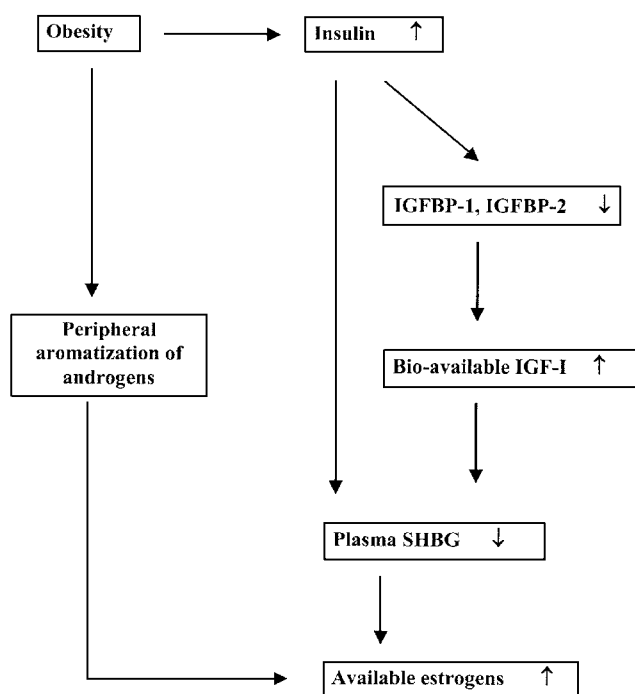 Obesity
Insulin ↑
IGFBP-1, IGFBP-2 ↓
Peripheral
aromatization of
androgens
Bio-available IGF-I ↑
Plasma SHBG ↓
Available estrogens ↑